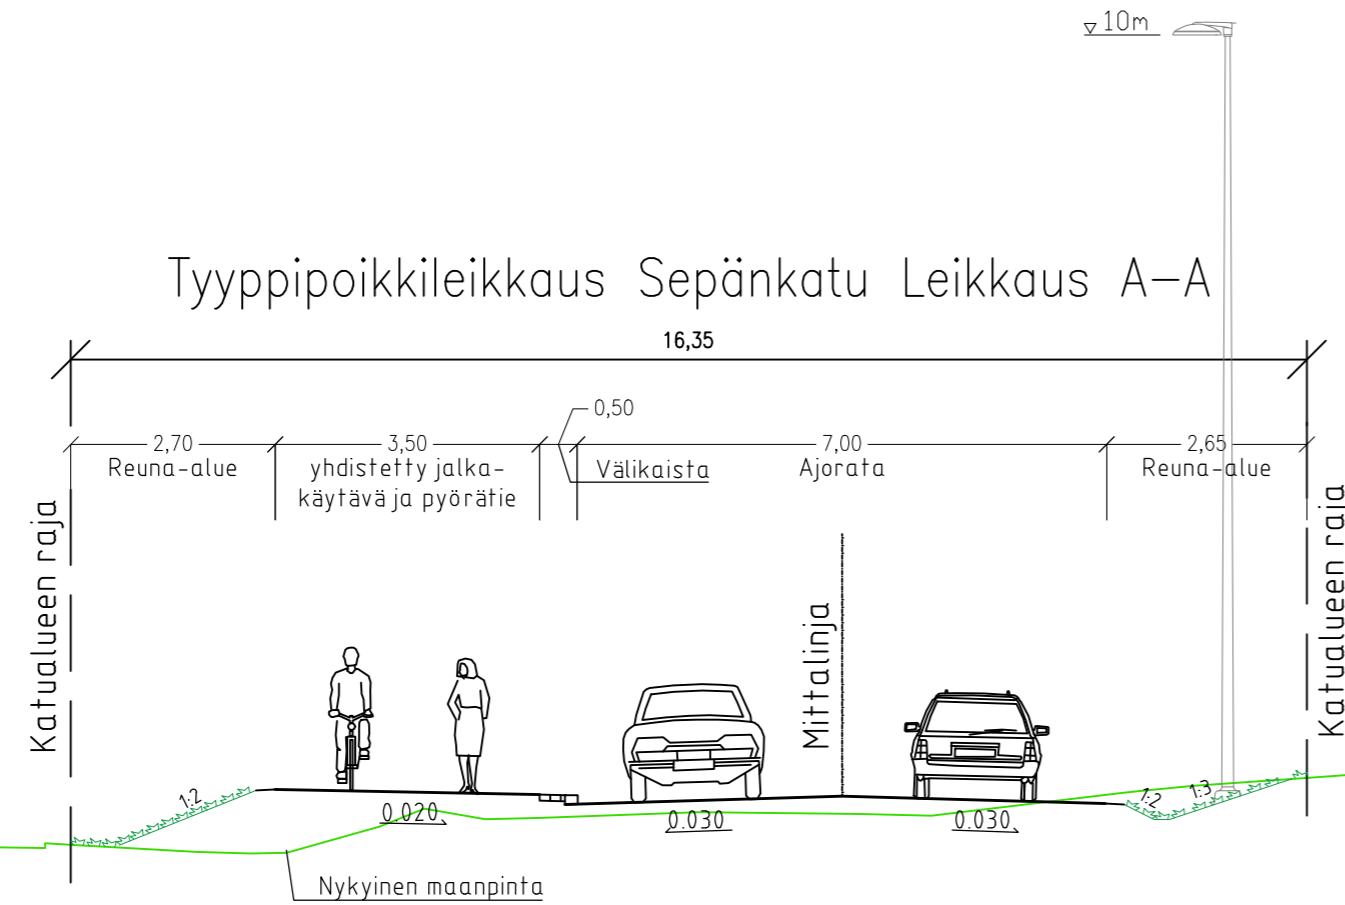 10m
Tyyppipoikkileikkaus Sepänkatu Leikkaus A-A
16,35
0,50
2,70
3,50
7,00
2,65
Reuna-alue
yhdistetty jalka-
käytävä ja pyörätie
Välikaista
Ajorata
Reuna-alue
Katualueen raja
Mittalinja
Katualueen raja
1:2
0.020
0.030
0.030
1:2
1:3
Nykyinen maanpinta